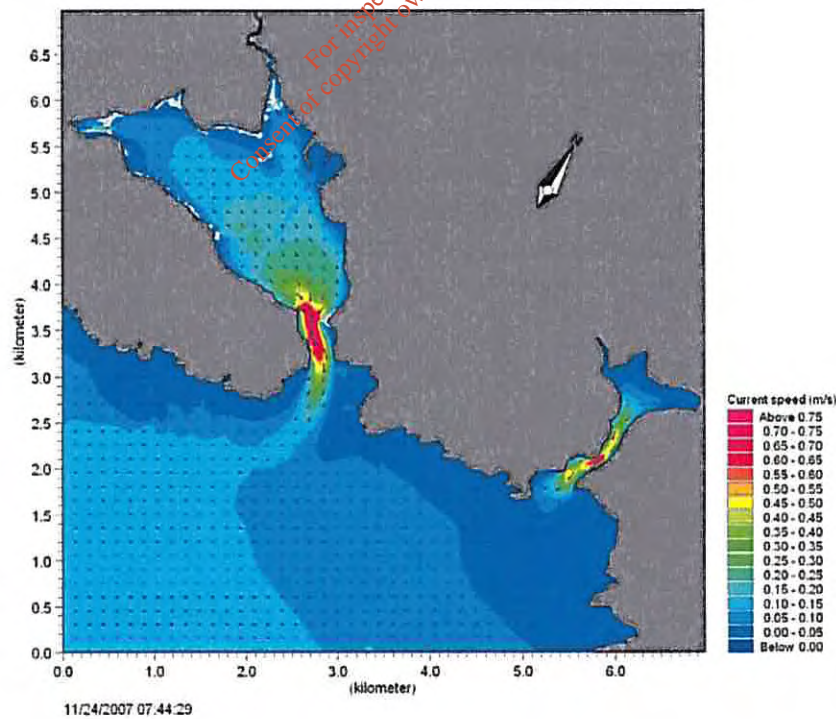 For inspe
Consent of copyright ow
6.5
6.0
5.5
5.0
4.5
4.0
3.5
3.0
2.5
2.0
1.5
1.0
0.5
0.0
(kilometer)
N
0.0 1.0 2.0 3.0 4.0 5.0 6.0
(kilometer)
Current speed (m/s)
Above 0.75
0.70 - 0.75
0.65 - 0.70
0.60 - 0.65
0.55 - 0.60
0.50 - 0.55
0.45 - 0.50
0.40 - 0.45
0.35 - 0.40
0.30 - 0.35
0.25 - 0.30
0.20 - 0.25
0.15 - 0.20
0.10 - 0.15
0.05 - 0.10
0.00 - 0.05
Below 0.00
11/24/2007 07:44:29